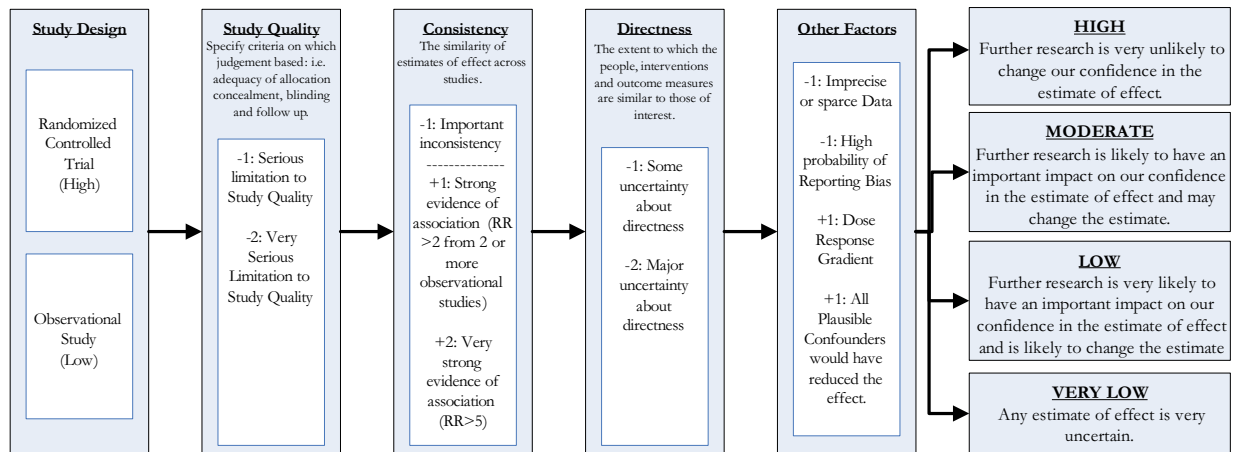 Study Design
Randomized
Controlled
Trial
(High)
Observational
Study
(Low)
Study Quality
Specify criteria on which
judgement based: i.e.
adequacy of allocation
concealment, blinding
and follow up.
-1: Serious
limitation to
Study Quality
-2: Very
Serious
Limitation to
Study Quality
Consistency
The similarity of
estimates of effect across
studies.
-1: Important
inconsistency
--------------
+1: Strong
evidence of
association (RR
>2 from 2 or
more
observational
studies)
+2: Very
strong
evidence of
association
(RR>5)
Directness
The extent to which the
people, interventions
and outcome measures
are similar to those of
interest.
-1: Some
uncertainty
about
directness
-2: Major
uncertainty
about
directness
Other Factors
-1: Imprecise
or sparce Data
-1: High
probability of
Reporting Bias
+1: Dose
Response
Gradient
+1: All
Plausible
Confounders
would have
reduced the
effect.
HIGH
Further research is very unlikely to
change our confidence in the
estimate of effect.
MODERATE
Further research is likely to have an
important impact on our confidence
in the estimate of effect and may
change the estimate.
LOW
Further research is very likely to
have an important impact on our
confidence in the estimate of effect
and is likely to change the estimate
VERY LOW
Any estimate of effect is very
uncertain.